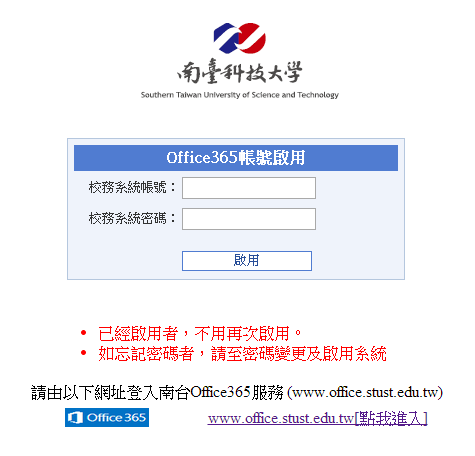 南臺科技大學
Southern Taiwan University of Science and Technology
Office365帳號啟用
校務系統帳號：
校務系統密碼：
啟用
• 已經啟用者，不用再次啟用。
• 如忘記密碼者，請至密碼變更及啟用系統
請由以下網址登入南台Office365服務 (www.office.stust.edu.tw)
Office 365 www.office.stust.edu.tw[點我進入]